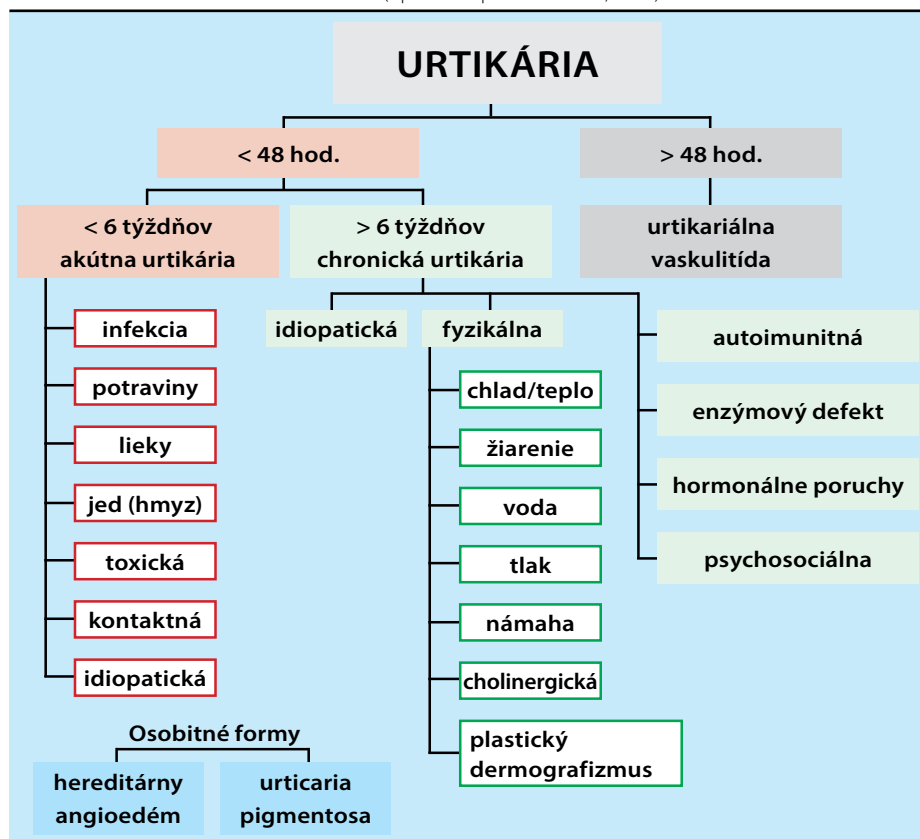 URTIKÁRIA
< 48 hod.
> 48 hod.
< 6 týždňov
akútna urtikária
> 6 týždňov
chronická urtikária
urtikariálna
vaskulitída
infekcia
potraviny
lieky
jed (hmyz)
toxická
kontaktná
idiopatická
idiopatická
fyzikálna
chlad/teplo
žiarenie
voda
tlak
námaha
cholinergická
plastický
dermografizmus
autoimunitná
enzýmový defekt
hormonálne poruchy
psychosociálna
Osobitné formy
hereditárny
angioedém
urticaria
pigmentosa